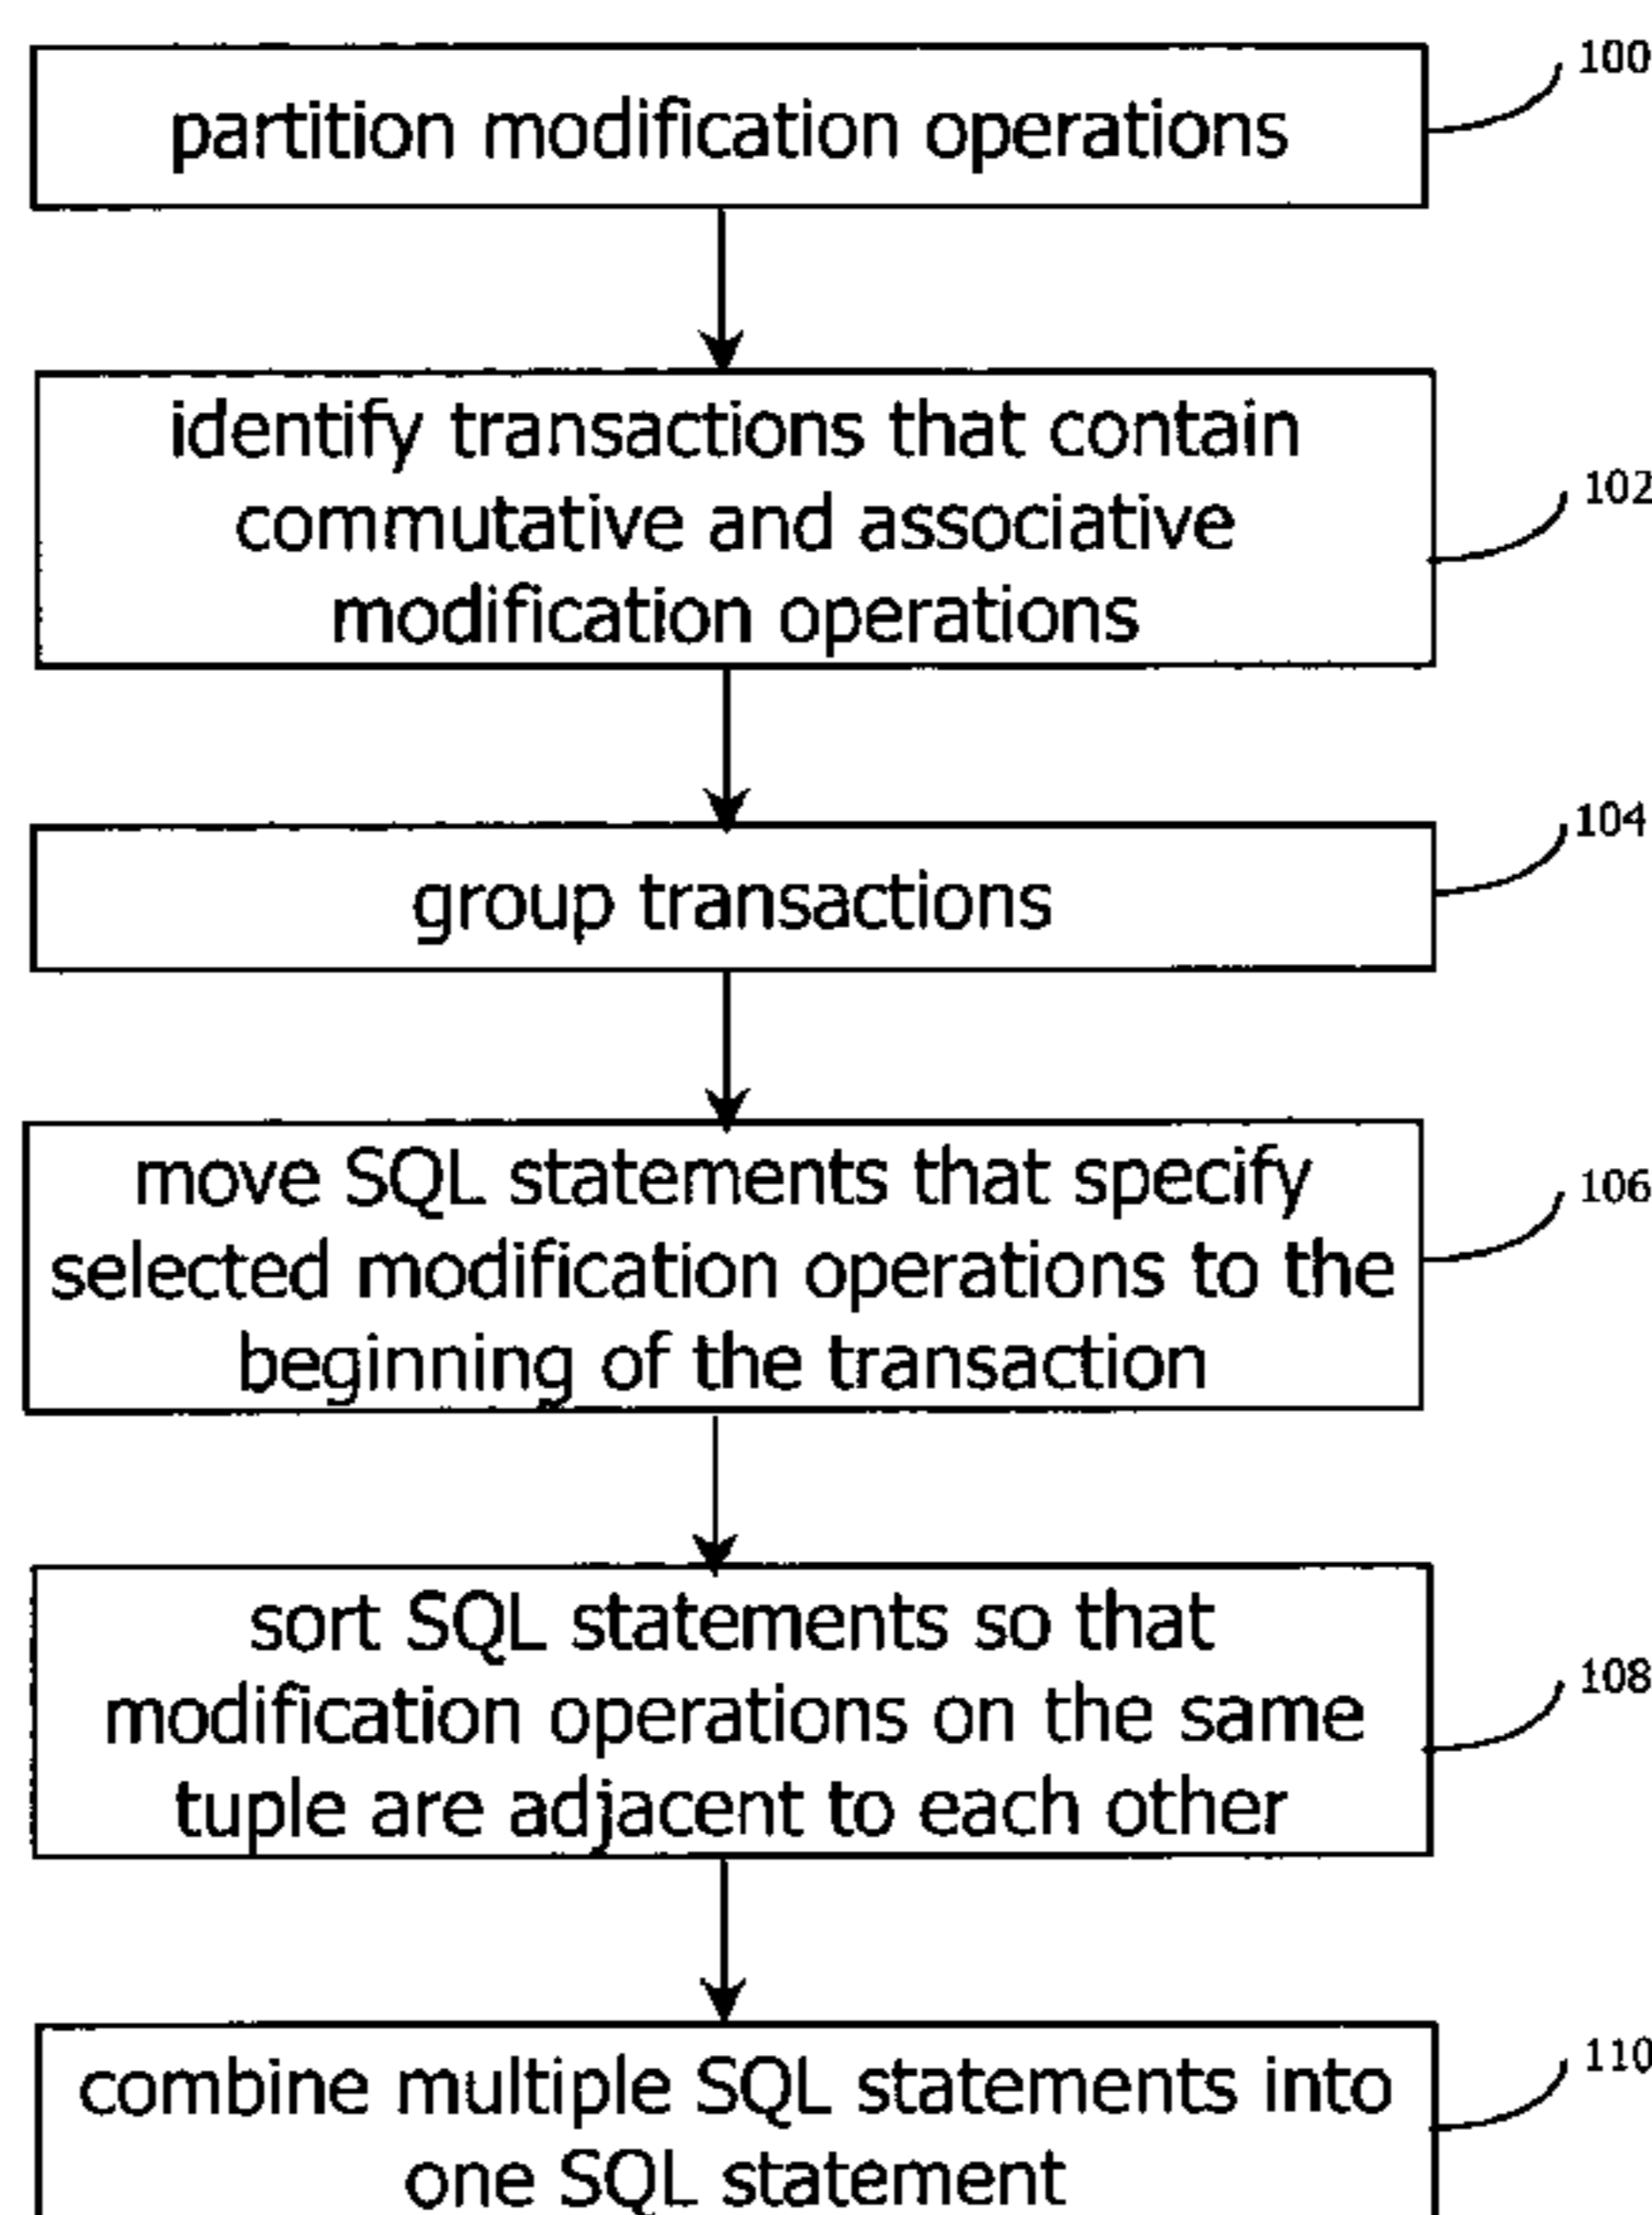 partition modification operations
100
identify transactions that contain
commutative and associative
modification operations
102
group transactions
104
move SQL statements that specify
selected modification operations to the
beginning of the transaction
106
sort SQL statements so that
modification operations on the same
tuple are adjacent to each other
108
combine multiple SQL statements into
one SQL statement
110